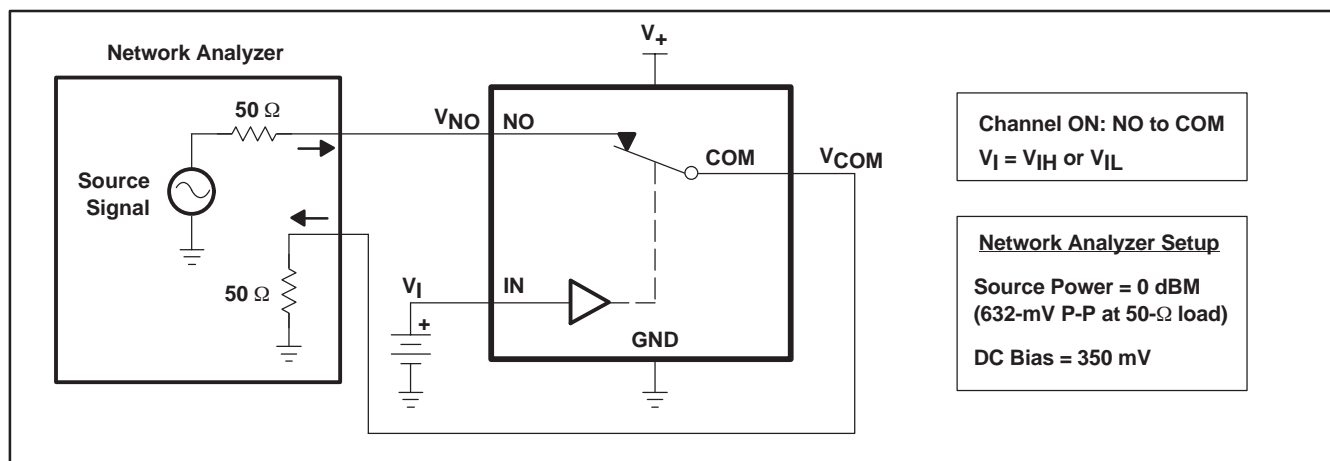 Network Analyzer
50 Ω
Source
Signal
50 Ω
V+
VNO
NO
COM
VCOM
VI
IN
+
GND
Channel ON: NO to COM
VI = VIH or VIL
Network Analyzer Setup
Source Power = 0 dBM
(632-mV P-P at 50-Ω load)
DC Bias = 350 mV